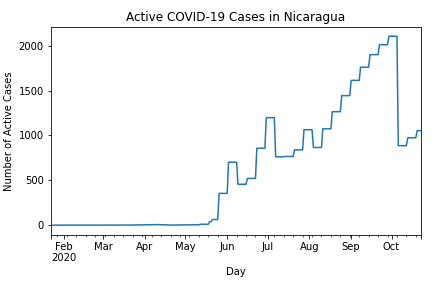 Active COVID-19 Cases in Nicaragua
Number of Active Cases
2000
1500
1000
500
0
Feb Mar Apr May Jun Jul Aug Sep Oct
2020
Day